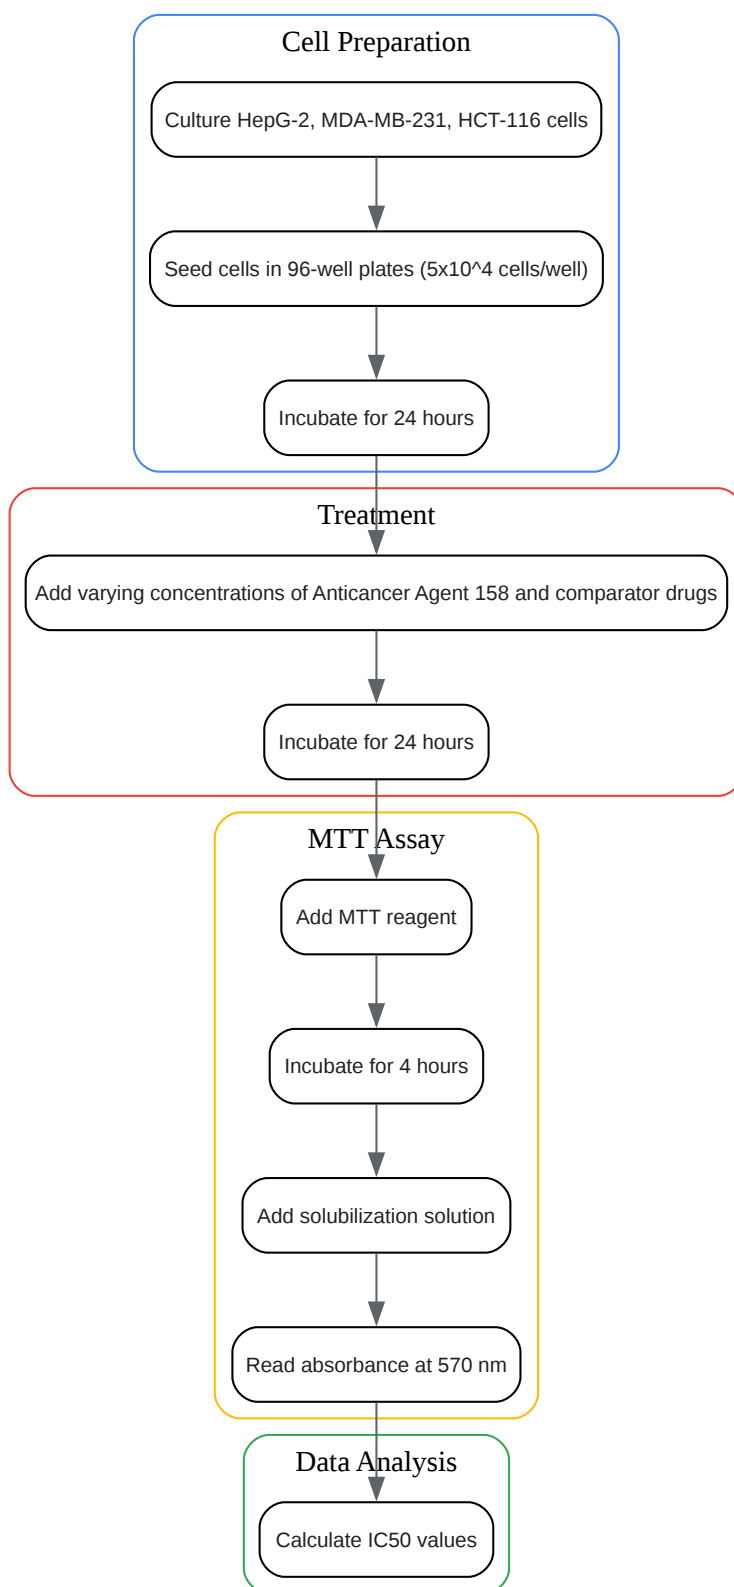 Cell Preparation
Culture HepG-2, MDA-MB-231, HCT-116 cells
Seed cells in 96-well plates (5x10^4 cells/well)
Incubate for 24 hours
Treatment
Add varying concentrations of Anticancer Agent 158 and comparator drugs
Incubate for 24 hours
MTT Assay
Add MTT reagent
Incubate for 4 hours
Add solubilization solution
Read absorbance at 570 nm
Data Analysis
Calculate IC50 values